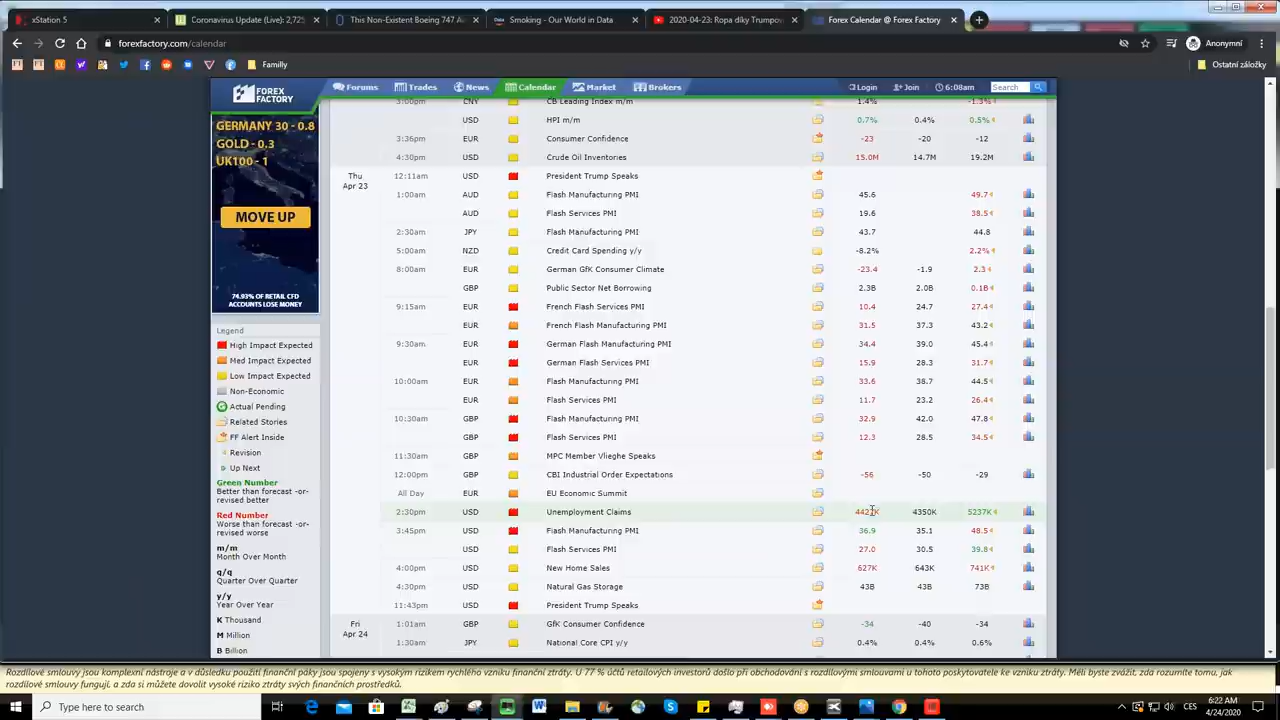 xStation 5
Coronavirus Update (Live): 2,725
This Non-Existent Boeing 747 A
Smoking - Our World in Data
2020-04-23: Ropa díky Trumpov
Forex Calendar @ Forex Factory
forexfactory.com/calendar
Anonymní
Familly
Ostatní záložky
FOREX FACTORY
Forums Trades News Calendar Market Brokers
Login Join 6:08am Search
GERMANY 30 - 0.8
GOLD - 0.3
UK100 - 1
MOVE UP
74.93% OF RETAIL CFD
ACCOUNTS LOSE MONEY
Legend
High Impact Expected
Med Impact Expected
Low Impact Expected
Non-Economic
Actual Pending
Related Stories
FF Alert Inside
Revision
Up Next
Green Number
Better than forecast -or-
revised better
Red Number
Worse than forecast -or-
revised worse
m/m
Month Over Month
q/q
Quarter Over Quarter
y/y
Year Over Year
K Thousand
M Million
B Billion
3:00pm CNY CB Leading Index m/m 1.4% -1.3%
USD HPI m/m 0.7% 0.4% 0.5%
3:36pm EUR Consumer Confidence -23 -20 -12
4:30pm USD Crude Oil Inventories 15.0M 14.7M 19.2M
Thu
Apr 23
12:11am USD President Trump Speaks
1:00am AUD Flash Manufacturing PMI 45.6 49.7
AUD Flash Services PMI 19.6 38.5
2:30am JPY Flash Manufacturing PMI 43.7 44.8
5:00am NZD Credit Card Spending y/y -8.2% 2.2%
8:00am EUR German GfK Consumer Climate -23.4 -1.9 2.3
GBP Public Sector Net Borrowing 2.3B 2.0B 0.1B
9:15am EUR French Flash Services PMI 10.4 24.7 27.4
EUR French Flash Manufacturing PMI 31.5 37.3 43.2
9:30am EUR German Flash Manufacturing PMI 34.4 39.0 45.4
EUR German Flash Services PMI 15.9 28.3 31.7
10:00am EUR Flash Manufacturing PMI 33.6 38.7 44.5
EUR Flash Services PMI 11.7 23.2 26.4
10:30am GBP Flash Manufacturing PMI 32.9 42.0 47.8
GBP Flash Services PMI 12.3 28.5 34.5
11:30am GBP MPC Member Vlieghe Speaks
12:00pm GBP CBI Industrial Order Expectations -56 -50 -29
All Day EUR EU Economic Summit
2:30pm USD Unemployment Claims 4427K 4350K 5237K
3:45pm USD Flash Manufacturing PMI 36.9 35.1 48.5
USD Flash Services PMI 27.0 30.5 39.8
4:00pm USD New Home Sales 627K 643K 741K
4:30pm USD Natural Gas Storage 43B 43B 73B
11:43pm USD President Trump Speaks
Fri
Apr 24
1:01am GBP GfK Consumer Confidence -34 -40 -34
1:30am JPY National Core CPI y/y 0.4% 0.4% 0.6%
Rozdílové smlouvy jsou komplexní nástroje a v důsledku použití finanční páky jsou spojeny s vysokým rizikem rychlého vzniku finanční ztráty. U 77 % účtů retailových investorů došlo při obchodování s rozdílovými smlouvami u tohoto poskytovatele ke vzniku ztráty. Měli byste zvážit, zda rozumíte tomu, jak
rozdílové smlouvy fungují, a zda si můžete dovolit vysoké riziko ztráty svých finančních prostředků.
Type here to search
CES
6:22 AM
4/24/2020